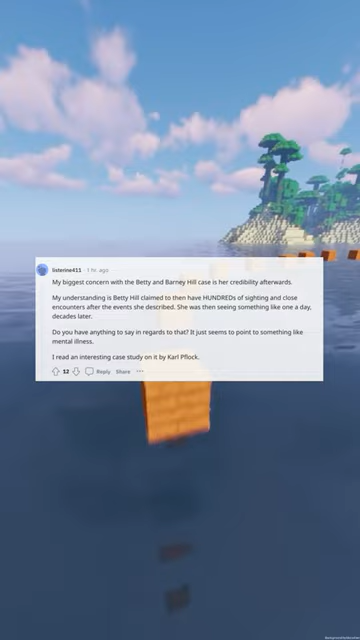 listerine411 · 1 hr. ago
My biggest concern with the Betty and Barney Hill case is her credibility afterwards.
My understanding is Betty Hill claimed to then have HUNDREDs of sighting and close
encounters after the events she described. She was then seeing something like one a day,
decades later.
Do you have anything to say in regards to that? It just seems to point to something like
mental illness.
I read an interesting case study on it by Karl Pflock.
12 Reply Share ...